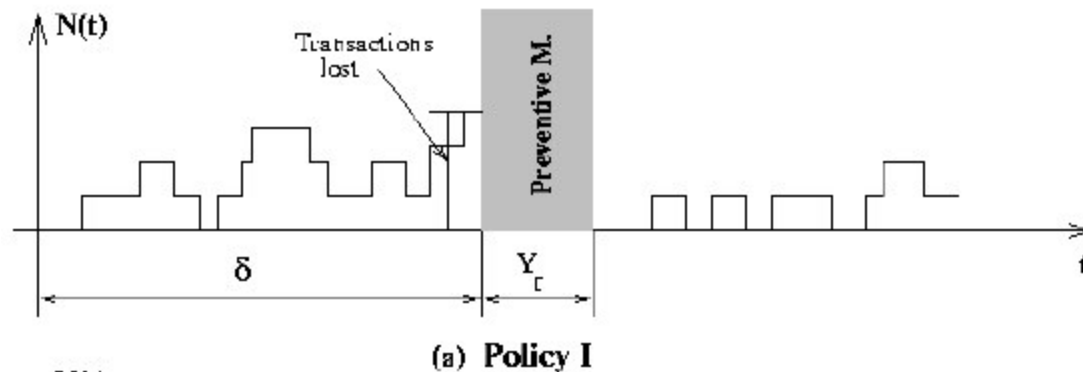 N(t)
Transactions
lost
Preventive M.
δ
Y_r
t
(a) Policy I